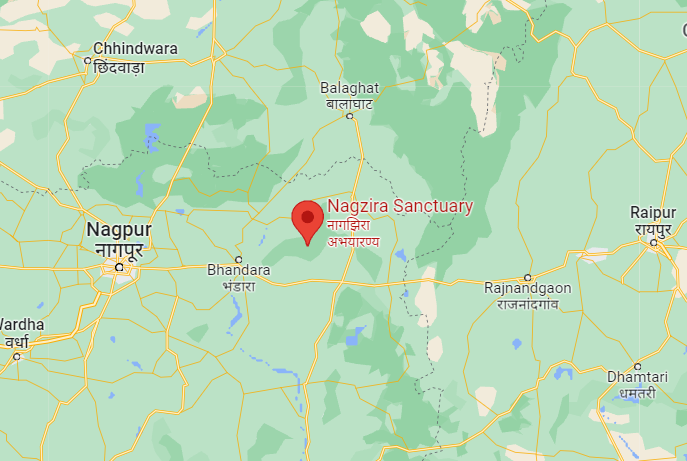 Chhindwara
छिंदवाड़ा
Balaghat
बालाघाट
Nagzira Sanctuary
नागझिरा
अभयारण्य
Nagpur
नागपूर
Raipur
रायपुर
Bhandara
भंडारा
Rajnandgaon
राजनांदगांव
Wardha
वर्धा
Dhamtari
धमतरी